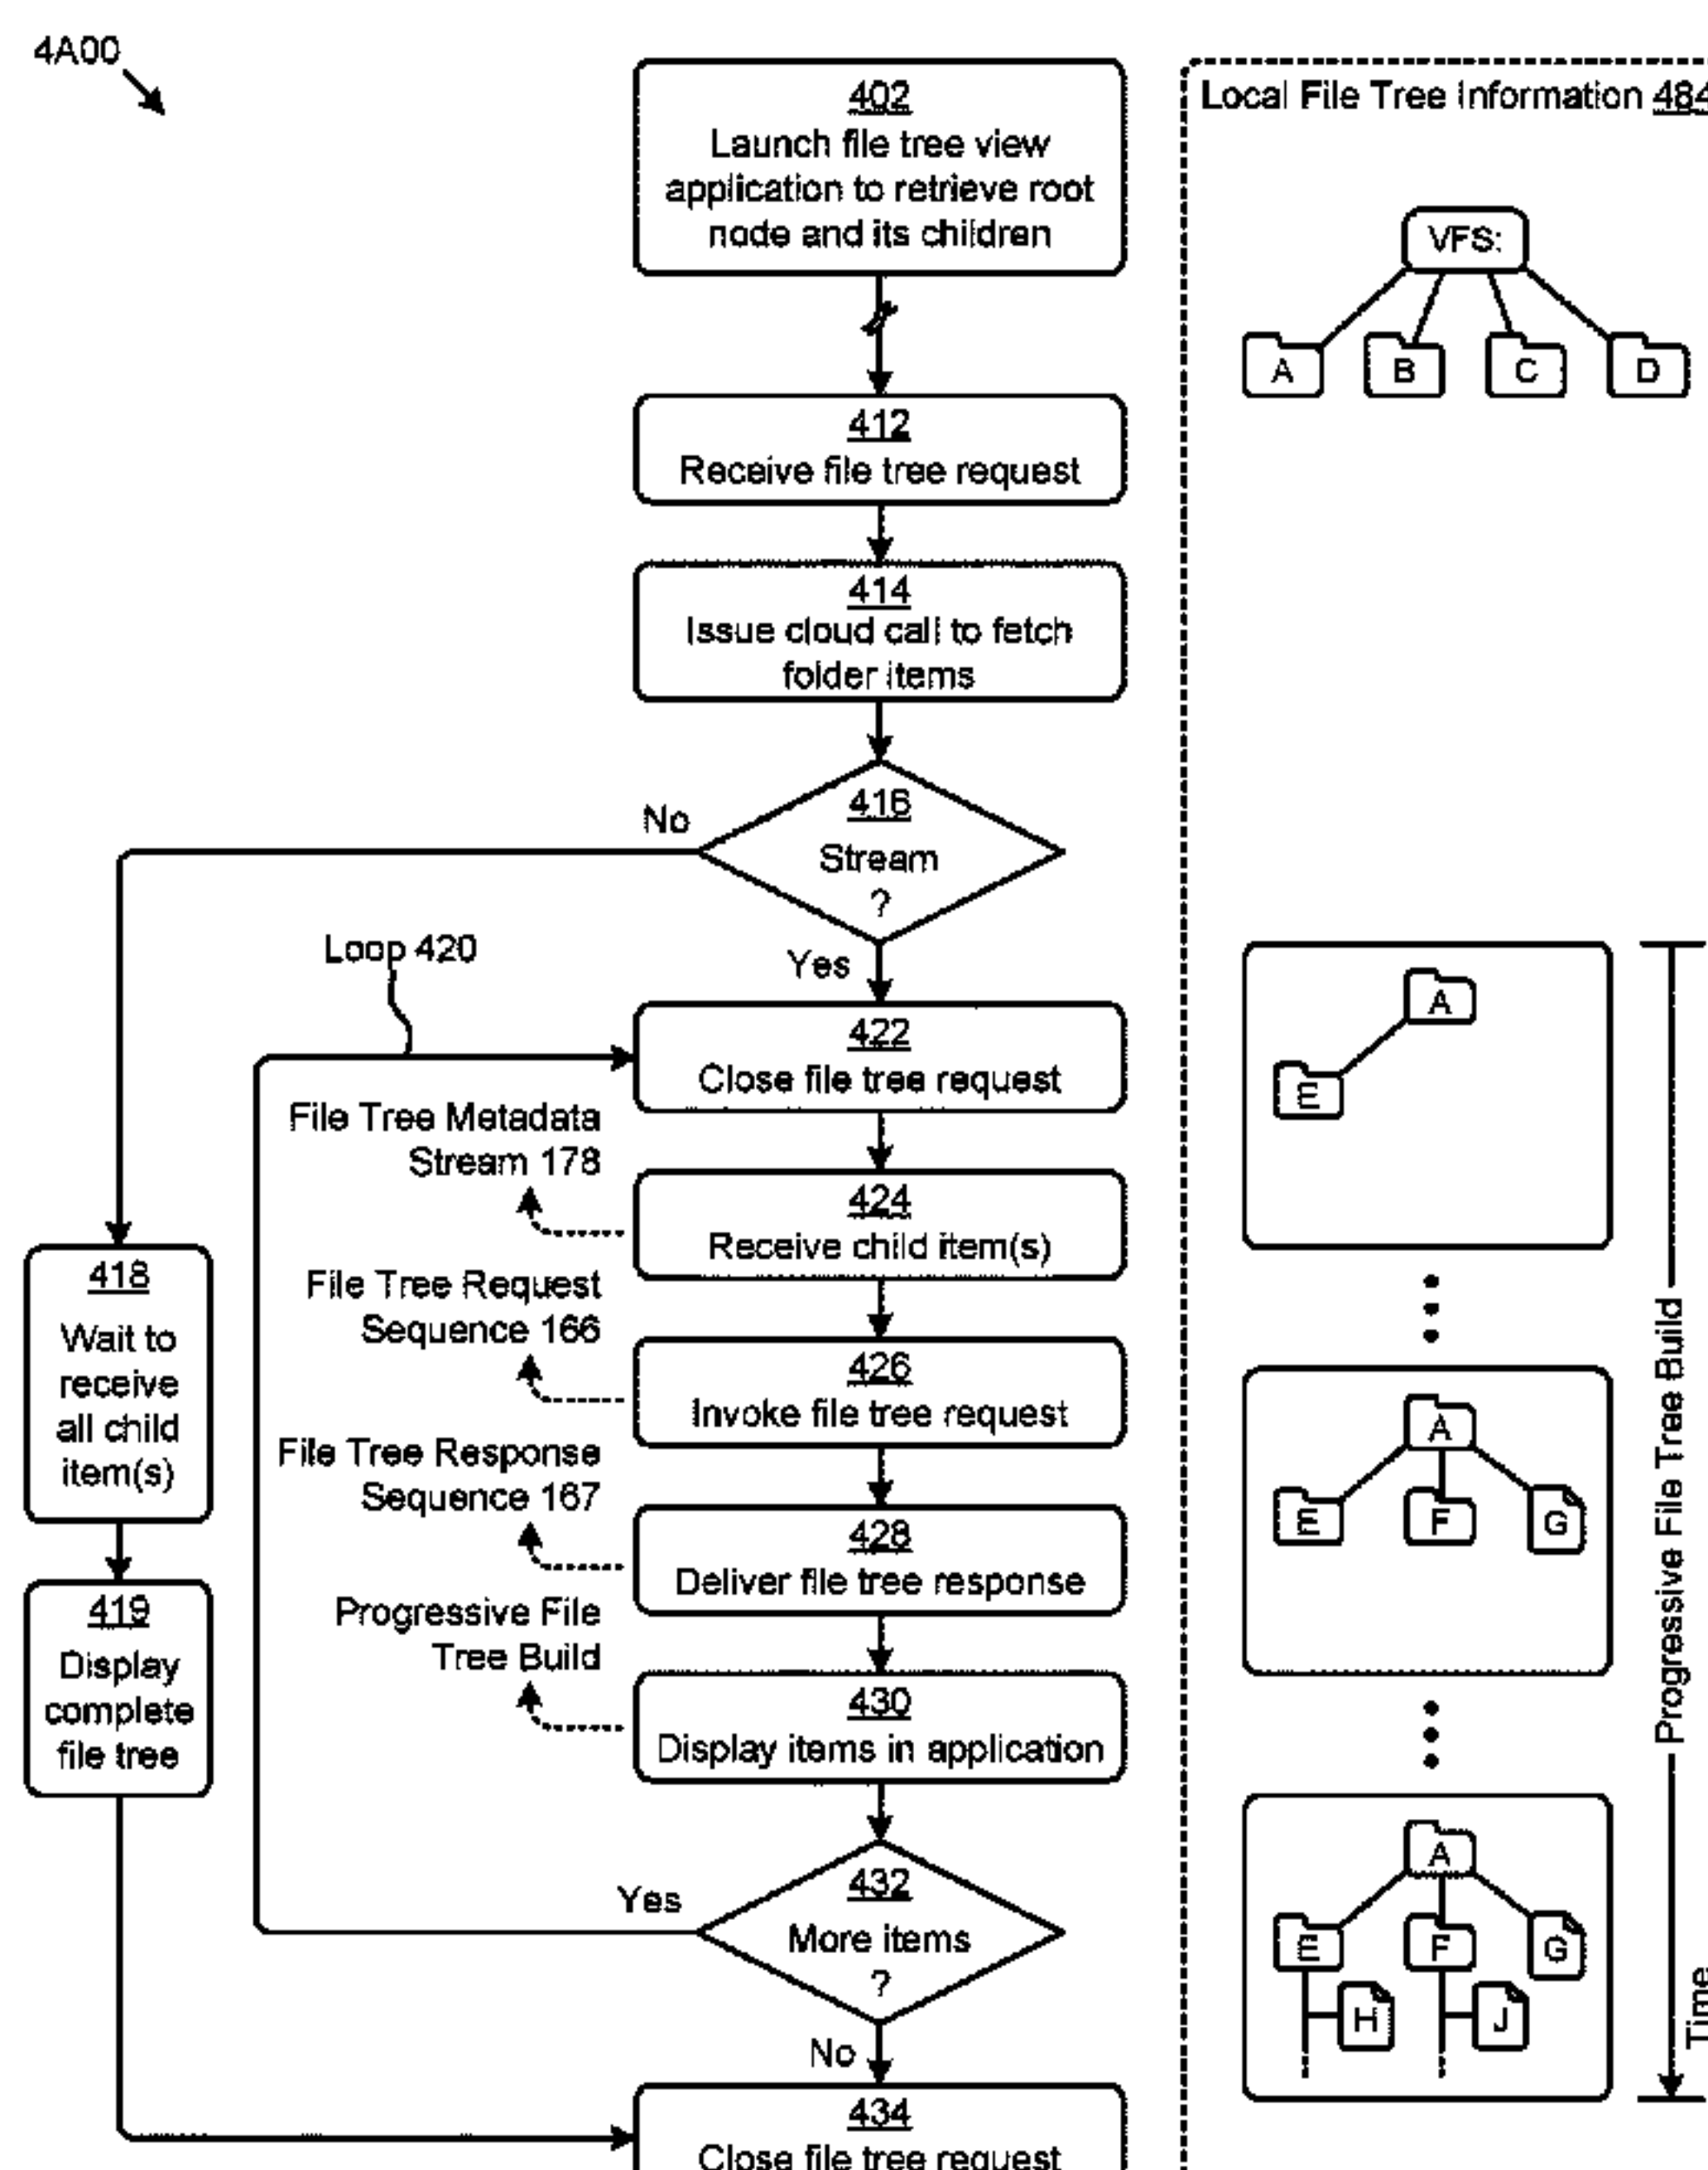 4A00
402
Launch file tree view
application to retrieve root
node and its children
412
Receive file tree request
414
Issue cloud call to fetch
folder items
416
Stream
?
No
Yes
Loop 420
422
Close file tree request
File Tree Metadata
Stream 178
424
Receive child item(s)
File Tree Request
Sequence 166
426
Invoke file tree request
File Tree Response
Sequence 167
428
Deliver file tree response
Progressive File
Tree Build
430
Display items in application
432
More items
?
Yes
No
434
Close file tree request
418
Wait to
receive
all child
item(s)
419
Display
complete
file tree
Local File Tree Information 484
VFS:
A
B
C
D
A
E
A
E
F
G
A
E
F
G
H
J
Progressive File Tree Build
Time